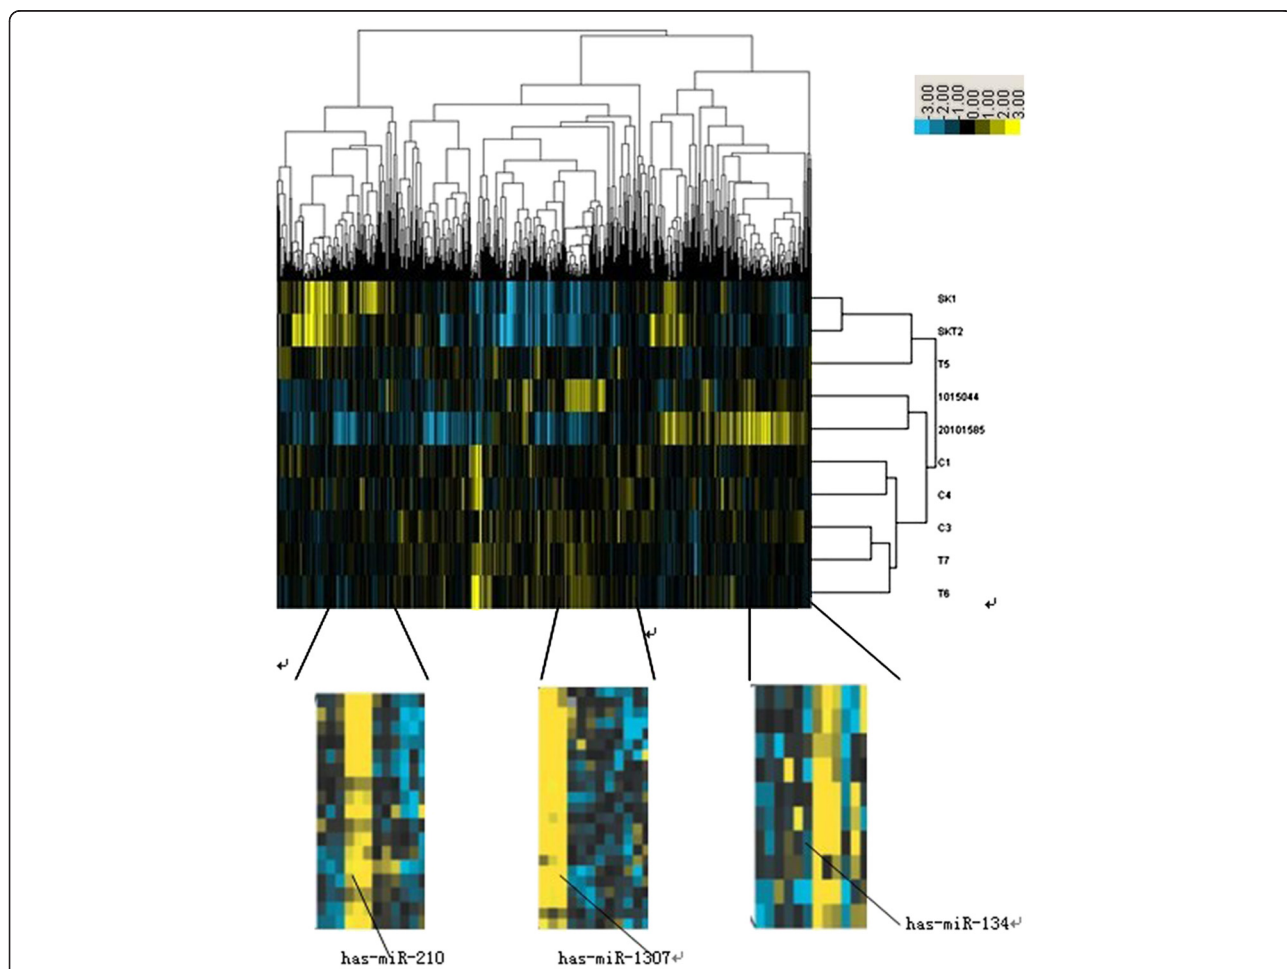 -3.00
-2.00
-1.00
0.00
1.00
2.00
3.00
SK1
SKT2
T5
1015044
20101585
C1
C4
C3
T7
T6
has-miR-134
has-miR-210
has-miR-1307